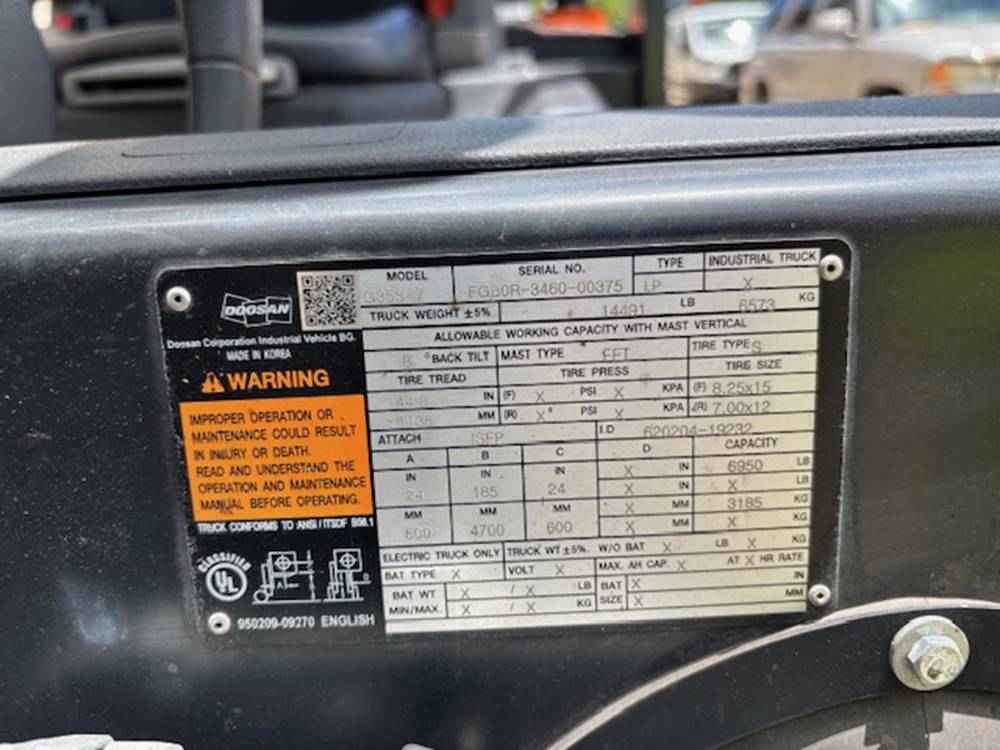 DOOSAN
Doosan Corporation Industrial Vehicle BG.
MADE IN KOREA
WARNING
IMPROPER OPERATION OR
MAINTENANCE COULD RESULT
IN INJURY OR DEATH.
READ AND UNDERSTAND THE
OPERATION AND MAINTENANCE
MANUAL BEFORE OPERATING.
TRUCK CONFORMS TO ANSI / ITSDF B56.1
CLASSIFIED
UL
950209-09270 ENGLISH
MODEL SERIAL NO. TYPE INDUSTRIAL TRUCK
FGB0R-3460-00375 LP X
TRUCK WEIGHT ±5% 14491 LB 6573 KG
ALLOWABLE WORKING CAPACITY WITH MAST VERTICAL
°BACK TILT MAST TYPE FFT TIRE TYPE S
TIRE TREAD TIRE PRESS TIRE SIZE
IN (F) X PSI X KPA (F) 8.25x15
MM (R) X PSI X KPA (R) 7.00x12
ATTACH ISFP I.D 620204-19232
A B C D CAPACITY
IN IN IN X IN 6950 LB
24 185 24 X IN X LB
MM MM MM X MM 3185 KG
600 4700 600 X MM X KG
ELECTRIC TRUCK ONLY TRUCK WT ±5%. W/O BAT X LB X KG
BAT TYPE X VOLT X MAX. AH CAP. X AT X HR RATE
BAT WT X / X LB BAT X IN
MIN/MAX. X / X KG SIZE X MM